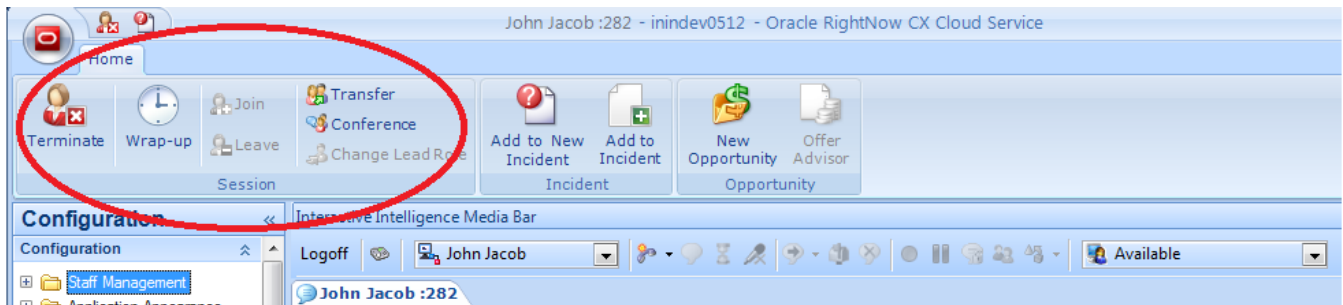 John Jacob :282 - inindev0512 - Oracle RightNow CX Cloud Service
Home
Terminate
Wrap-up
Join
Leave
Transfer
Conference
Change Lead Role
Session
Add to New
Incident
Add to
Incident
Incident
New
Opportunity
Offer
Advisor
Opportunity
Configuration
Interactive Intelligence Media Bar
Configuration
Logoff
John Jacob
Available
Staff Management
John Jacob :282
Application Appearance